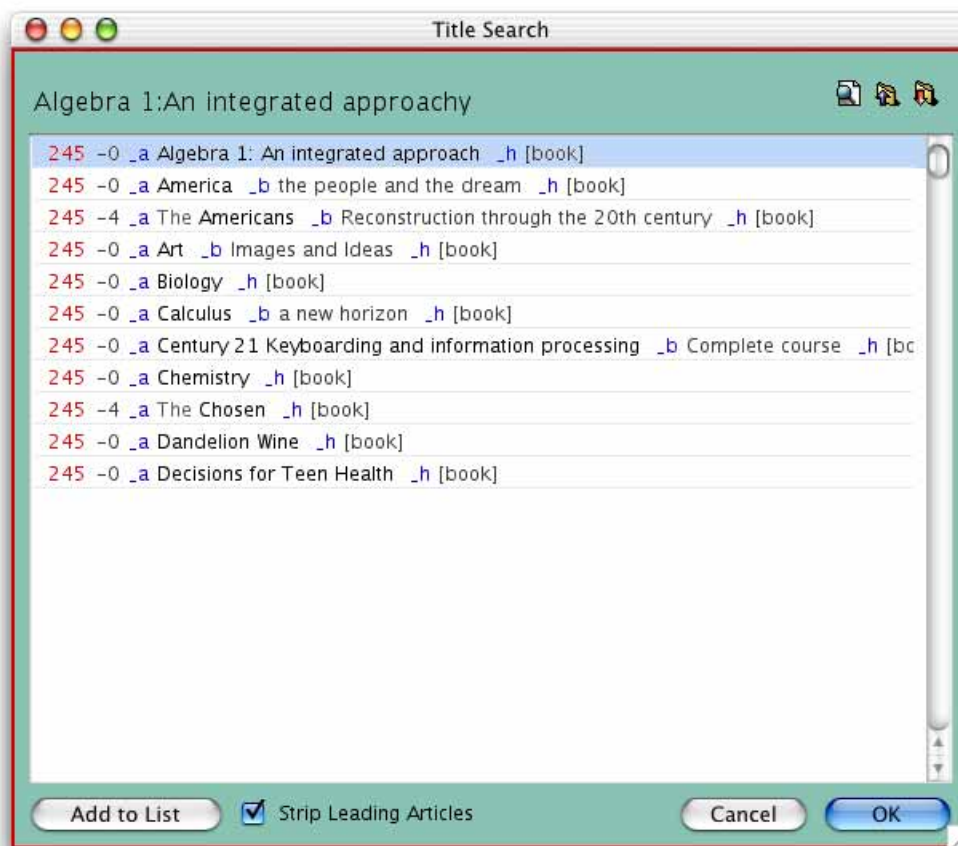 Title Search
Algebra 1:An integrated approachy
245 -0 _a Algebra 1: An integrated approach _h [book]
245 -0 _a America _b the people and the dream _h [book]
245 -4 _a The Americans _b Reconstruction through the 20th century _h [book]
245 -0 _a Art _b Images and Ideas _h [book]
245 -0 _a Biology _h [book]
245 -0 _a Calculus _b a new horizon _h [book]
245 -0 _a Century 21 Keyboarding and information processing _b Complete course _h [bo
245 -0 _a Chemistry _h [book]
245 -4 _a The Chosen _h [book]
245 -0 _a Dandelion Wine _h [book]
245 -0 _a Decisions for Teen Health _h [book]
Add to List Strip Leading Articles Cancel OK